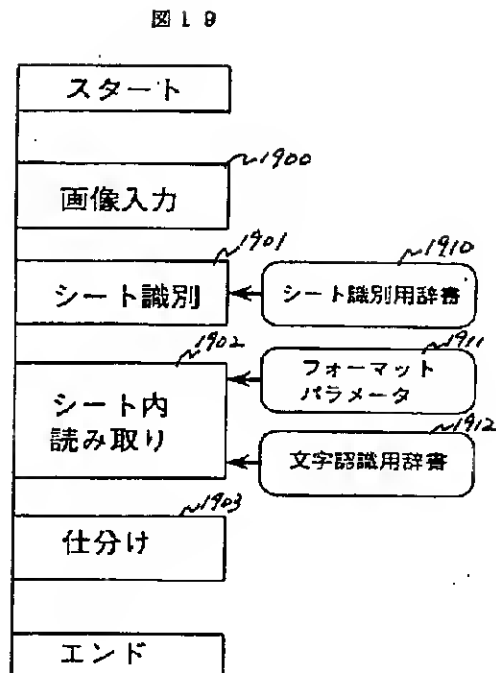 図19
スタート
1900
画像入力
1901
1910
シート識別
シート識別用辞書
1902
1911
シート内
読み取り
フォーマット
パラメータ
1912
文字認識用辞書
1903
仕分け
エンド